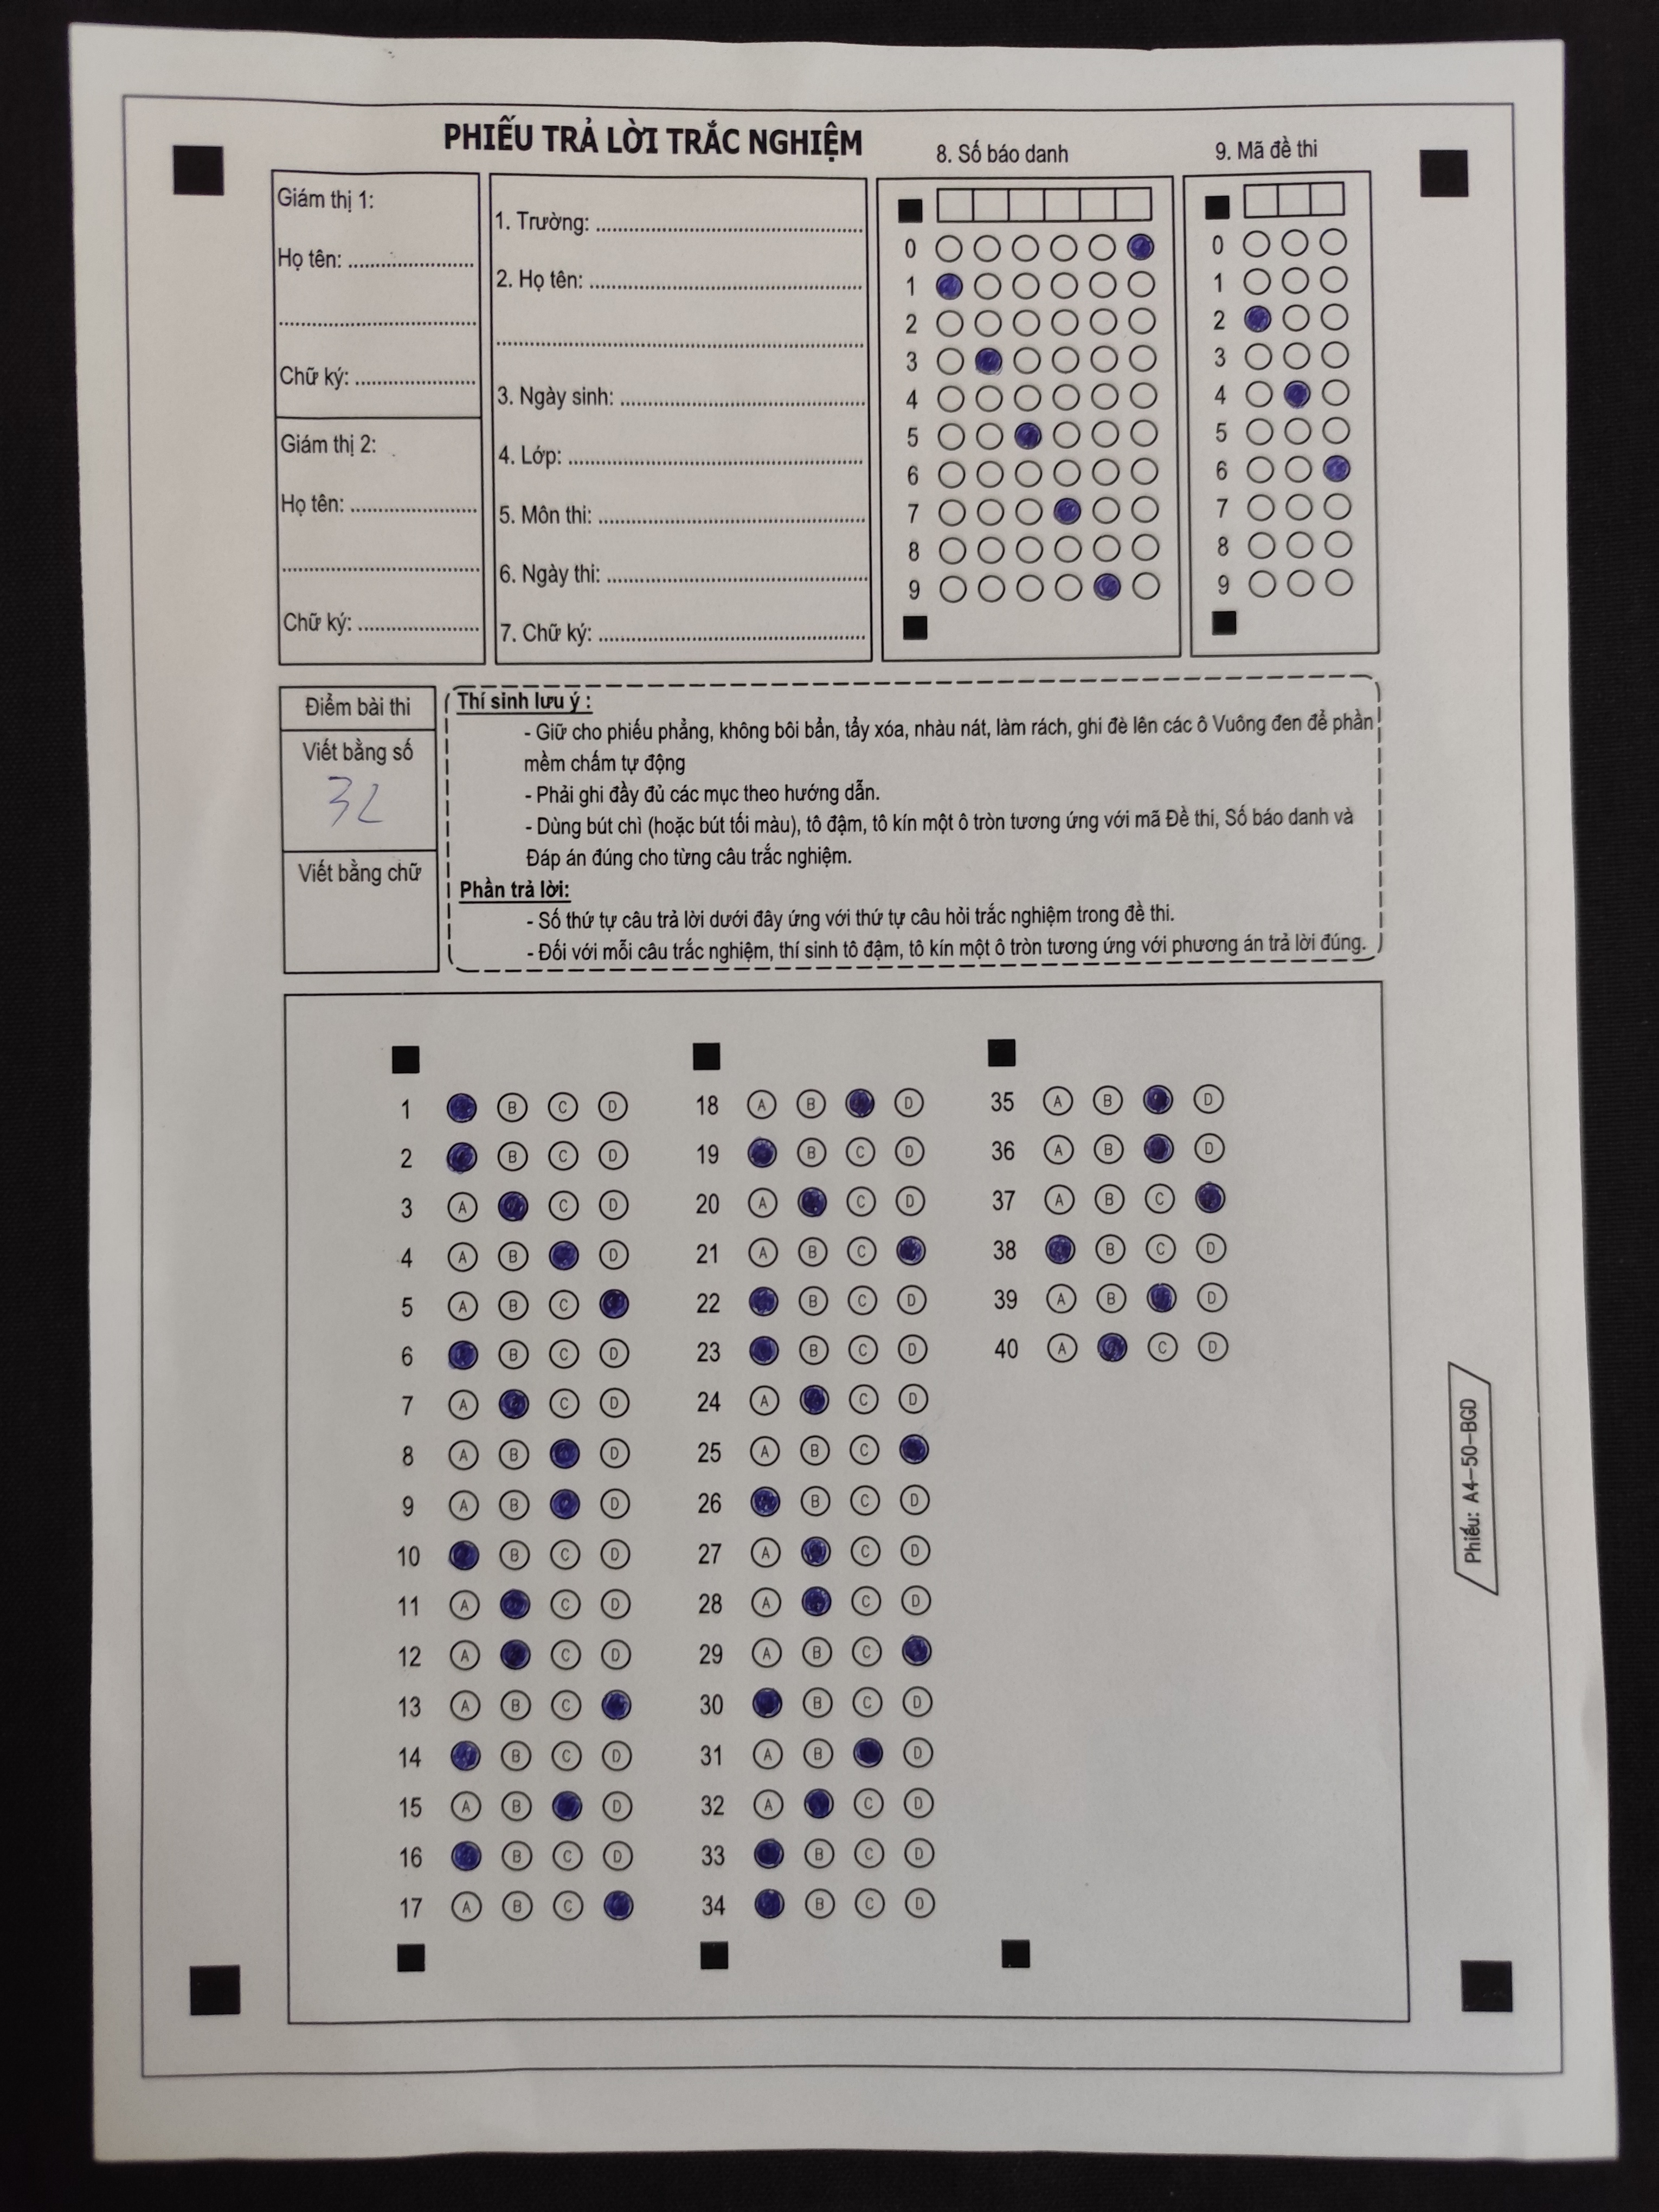 PHIẾU TRẢ LỜI TRẮC NGHIỆM
8. Số báo danh
9. Mã đề thi
Giám thị 1:
Họ tên: ......................
..................................
Chữ ký: .....................
Giám thị 2:
Họ tên: ......................
..................................
Chữ ký: .....................
1. Trường: ..............................................
2. Họ tên: ...............................................
................................................................
3. Ngày sinh: ..........................................
4. Lớp: ...................................................
5. Môn thi: ..............................................
6. Ngày thi: .............................................
7. Chữ ký: ..............................................
0
1
2
3
4
5
6
7
8
9
0
1
2
3
4
5
6
7
8
9
Điểm bài thi
Viết bằng số
32
Viết bằng chữ
Thí sinh lưu ý :
- Giữ cho phiếu phẳng, không bôi bẩn, tẩy xóa, nhàu nát, làm rách, ghi đè lên các ô Vuông đen để phần
mềm chấm tự động
- Phải ghi đầy đủ các mục theo hướng dẫn.
- Dùng bút chì (hoặc bút tối màu), tô đậm, tô kín một ô tròn tương ứng với mã Đề thi, Số báo danh và
Đáp án đúng cho từng câu trắc nghiệm.
Phần trả lời:
- Số thứ tự câu trả lời dưới đây ứng với thứ tự câu hỏi trắc nghiệm trong đề thi.
- Đối với mỗi câu trắc nghiệm, thí sinh tô đậm, tô kín một ô tròn tương ứng với phương án trả lời đúng.
1 B C D
2 B C D
3 A C D
4 A B D
5 A B C
6 B C D
7 A C D
8 A B D
9 A B D
10 B C D
11 A C D
12 A C D
13 A B C
14 B C D
15 A B D
16 B C D
17 A B C
18 A B D
19 B C D
20 A C D
21 A B C
22 B C D
23 B C D
24 A C D
25 A B C
26 B C D
27 A C D
28 A C D
29 A B C
30 B C D
31 A B D
32 A C D
33 B C D
34 B C D
35 A B D
36 A B D
37 A B C
38 B C D
39 A B D
40 A C D
Phiếu: A4-50-BGD